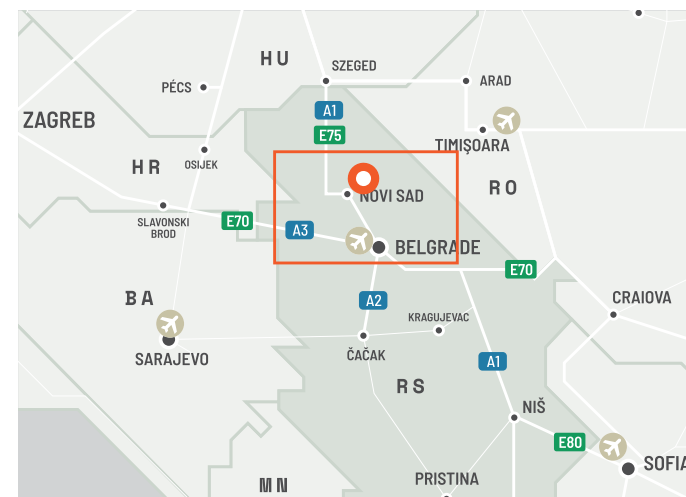 HU
SZEGED
PÉCS
ARAD
A1
ZAGREB
E75
TIMIŞOARA
HR
OSIJEK
RO
NOVI SAD
SLAVONSKI
BROD
E70
A3
BELGRADE
E70
BA
A2
CRAIOVA
KRAGUJEVAC
SARAJEVO
ČAČAK
A1
RS
NIŠ
E80
SOFIA
PRISTINA
MN